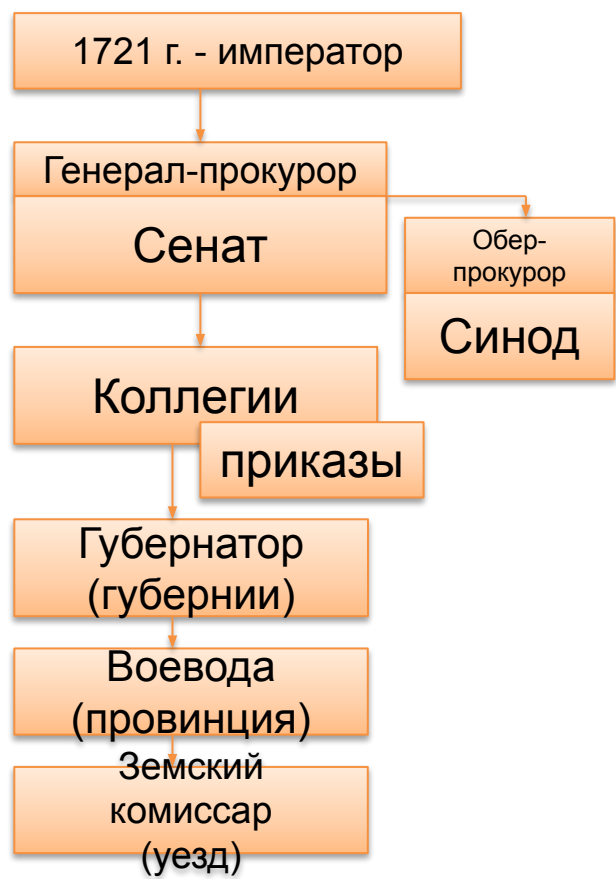 1721 г. - император
Генерал-прокурор
Сенат
Обер-
прокурор
Синод
Коллегии
приказы
Губернатор
(губернии)
Воевода
(провинция)
Земский
комиссар
(уезд)